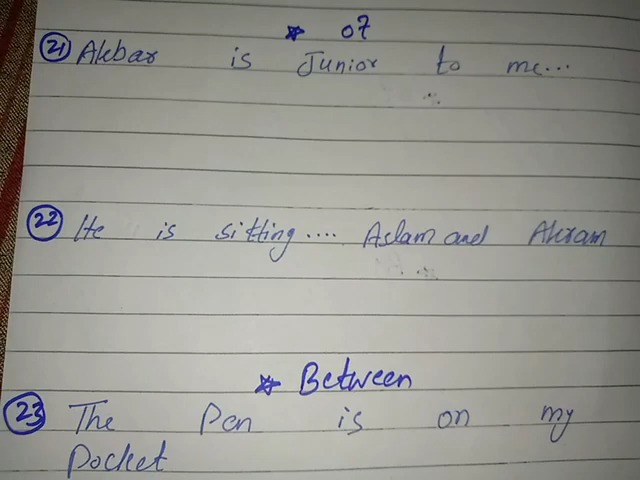 * of
21 Akbar is Junior to me...
22 He is sitting.... Aslam and Akram
* Between
23 The Pen is on my
Pocket